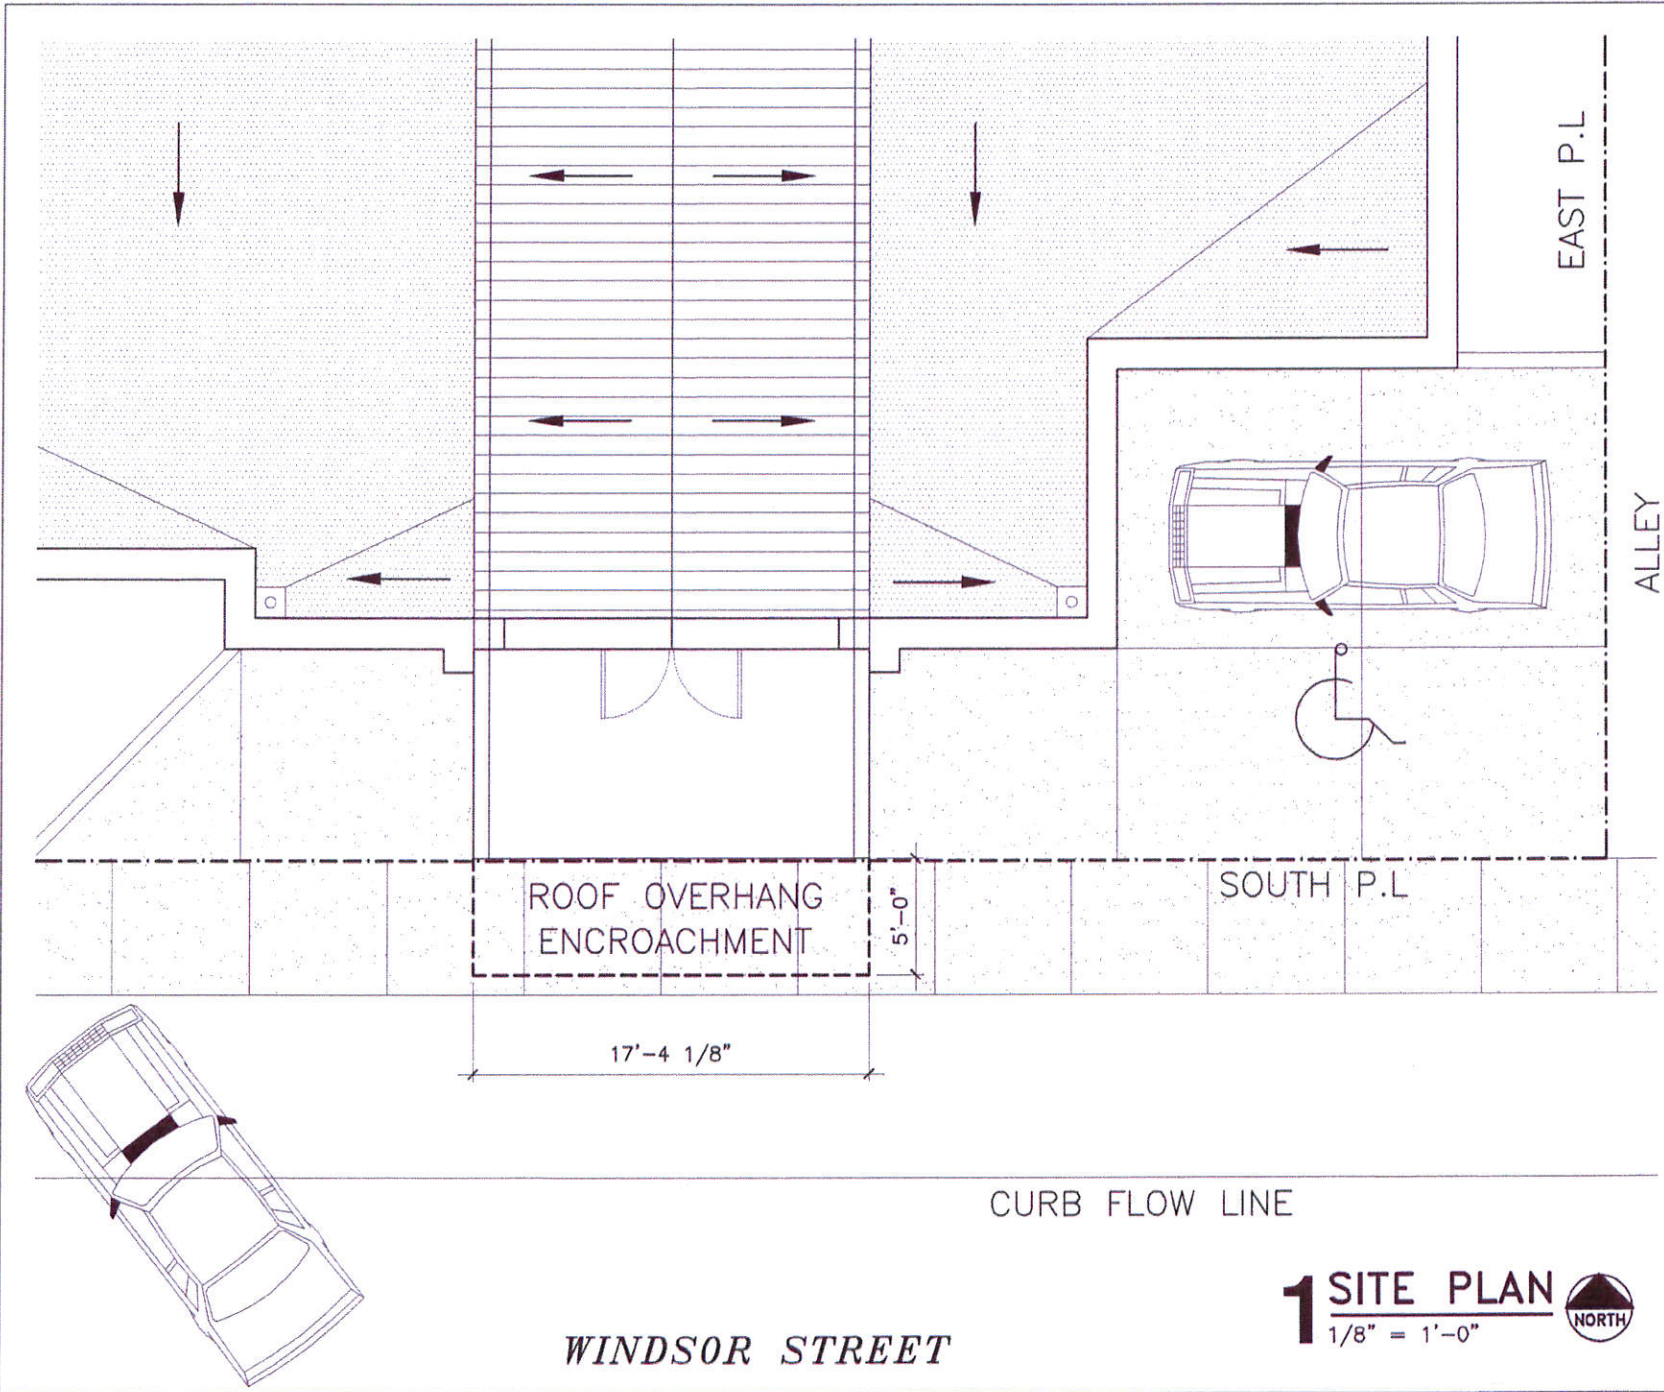 EAST P.L
ALLEY
ROOF OVERHANG
ENCROACHMENT
5'-0"
SOUTH P.L
17'-4 1/8"
CURB FLOW LINE
1 SITE PLAN
1/8" = 1'-0"
NORTH
WINDSOR STREET